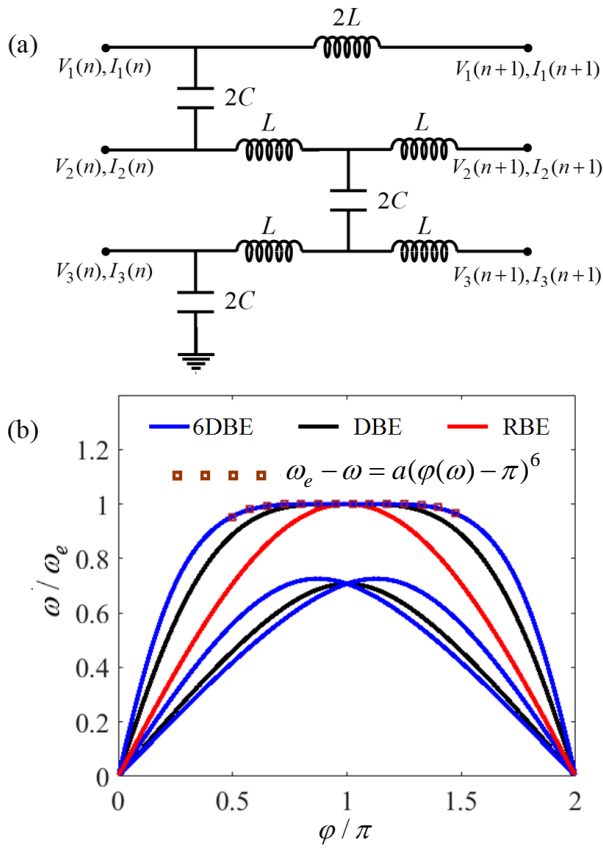 (a)
2L
V₁(n), I₁(n)
V₁(n+1), I₁(n+1)
2C
L
L
V₂(n), I₂(n)
V₂(n+1), I₂(n+1)
2C
L
L
V₃(n), I₃(n)
V₃(n+1), I₃(n+1)
2C
(b)
6DBE DBE RBE
ωₑ − ω = a(φ(ω) − π)⁶
ω / ωₑ
1.2
1
0.8
0.6
0.4
0.2
0
0 0.5 1 1.5 2
φ / π